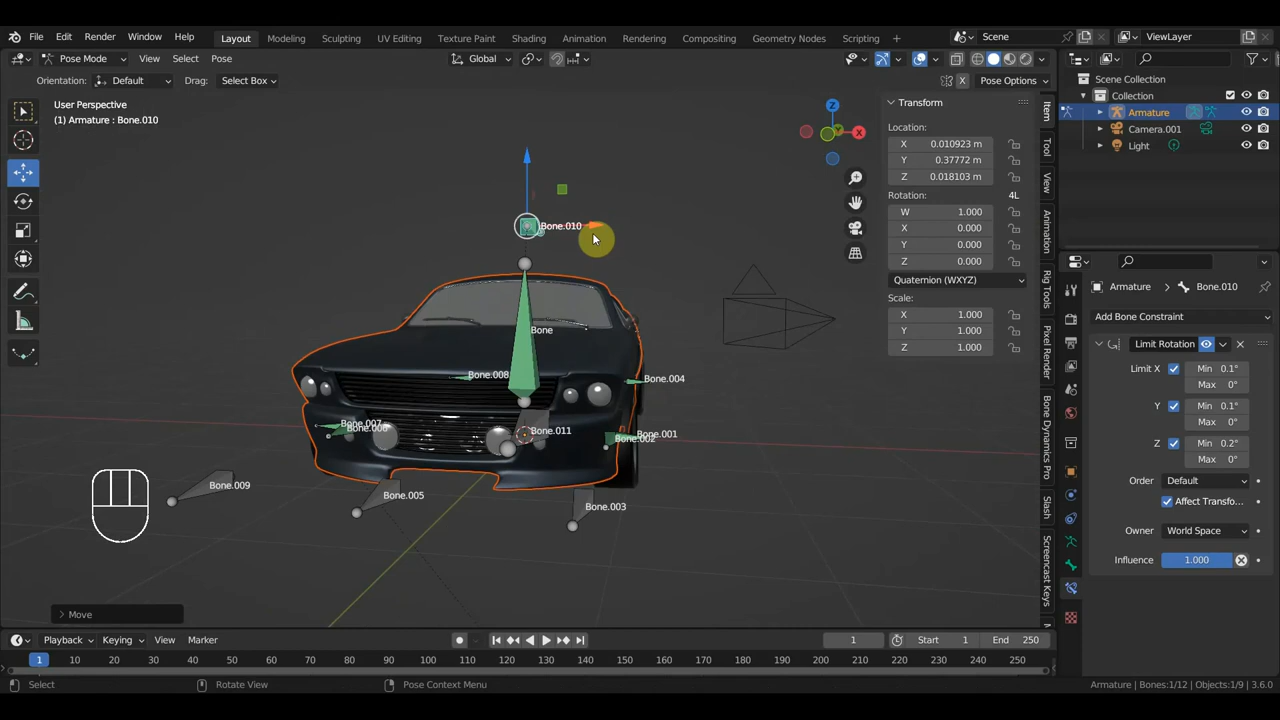 File Edit Render Window Help
Layout Modeling Sculpting UV Editing Texture Paint Shading Animation Rendering Compositing Geometry Nodes Scripting
Scene
ViewLayer
Pose Mode View Select Pose
Global
Orientation: Default Drag: Select Box
X Pose Options
User Perspective
(1) Armature : Bone.010
Bone.010
Bone
Bone.008
Bone.004
Bone.007
Bone.006
Bone.011
Bone.001
Bone.002
Bone.009
Bone.005
Bone.003
Move
Z
X
Y
Transform
Location:
X 0.010923 m
Y 0.37772 m
Z 0.018103 m
Rotation: 4L
W 1.000
X 0.000
Y 0.000
Z 0.000
Quaternion (WXYZ)
Scale:
X 1.000
Y 1.000
Z 1.000
Item
Tool
View
Animation
Rig Tools
Pixel Render
Bone Dynamics Pro
Slash
Screencast Keys
Scene Collection
Collection
Armature
Camera.001
Light
Armature Bone.010
Add Bone Constraint
Limit Rotation
Limit X Min 0.1°
Max 0°
Y Min 0.1°
Max 0°
Z Min 0.2°
Max 0°
Order Default
Affect Transfo...
Owner World Space
Influence 1.000
Playback Keying View Marker
1 Start 1 End 250
1 10 20 30 40 50 60 70 80 90 100 110 120 130 140 150 160 170 180 190 200 210 220 230 240 250
Select Rotate View Pose Context Menu
Armature | Bones:1/12 | Objects:1/9 | 3.6.0